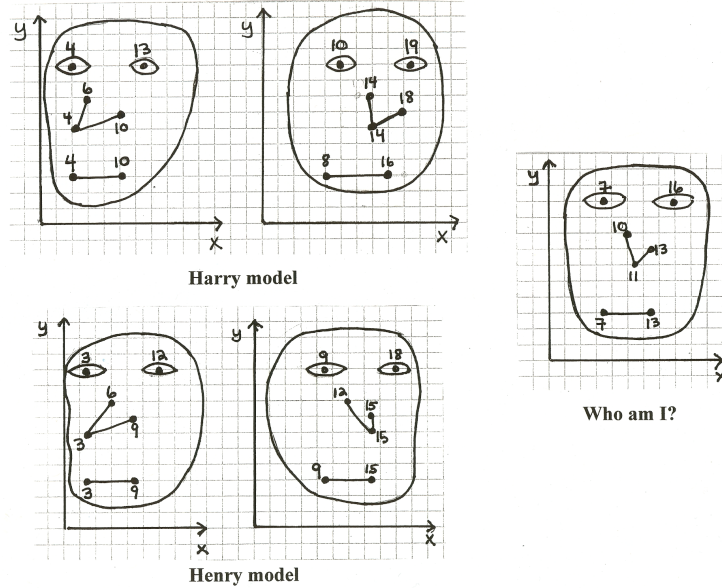 y
4 13
6
4 10
4 10
x
y
10 19
14 18
14
8 16
x
Harry model
y
3 12
6
3 9
3 9
x
y
9 18
12 15
15
9 15
x
Henry model
y
7 16
10 13
11
7 13
x
Who am I?